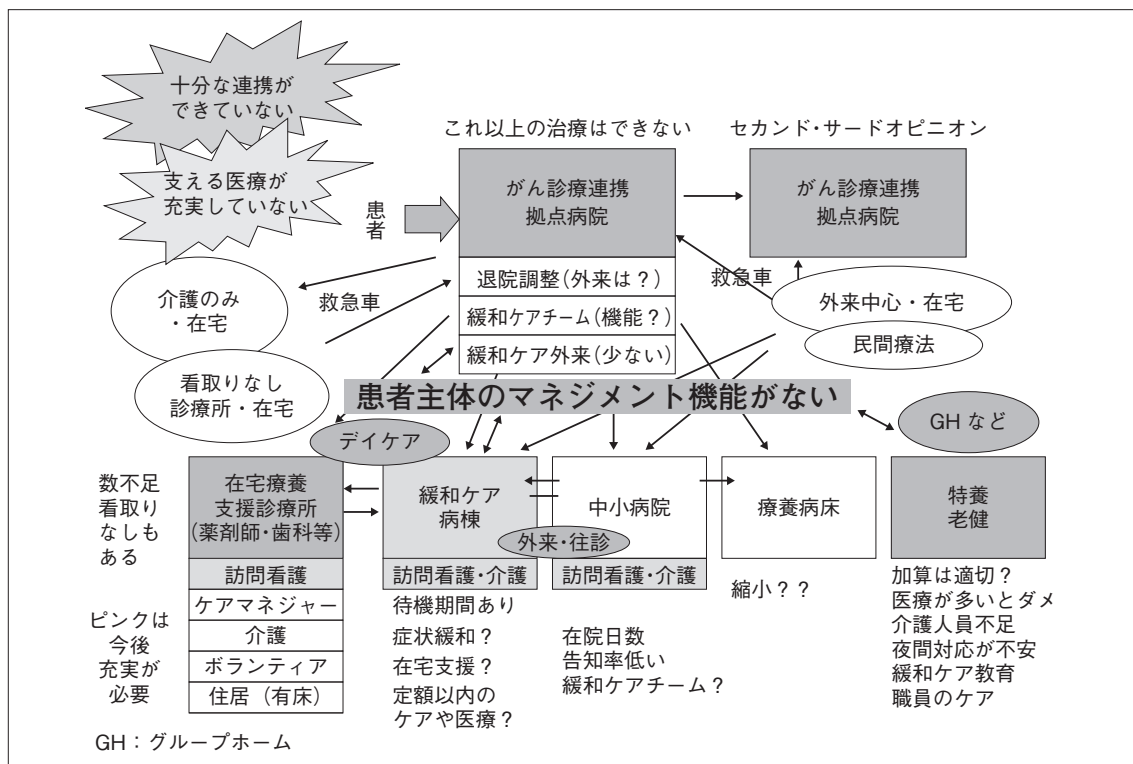 十分な連携が
できていない
支える医療が
充実していない
これ以上の治療はできない
セカンド・サードオピニオン
患者
がん診療連携
拠点病院
がん診療連携
拠点病院
退院調整(外来は？)
緩和ケアチーム(機能？)
緩和ケア外来(少ない)
介護のみ
・在宅
救急車
看取りなし
診療所・在宅
救急車
外来中心・在宅
民間療法
患者主体のマネジメント機能がない
デイケア
GH など
数不足
看取り
なしも
ある
在宅療養
支援診療所
(薬剤師・歯科等)
緩和ケア
病棟
中小病院
外来・往診
療養病床
特養
老健
訪問看護
訪問看護・介護
訪問看護・介護
ピンクは
今後
充実が
必要
ケアマネジャー
介護
ボランティア
住居（有床）
待機期間あり
症状緩和？
在宅支援？
定額以内の
ケアや医療？
在院日数
告知率低い
緩和ケアチーム？
縮小？？
加算は適切？
医療が多いとダメ
介護人員不足
夜間対応が不安
緩和ケア教育
職員のケア
GH：グループホーム